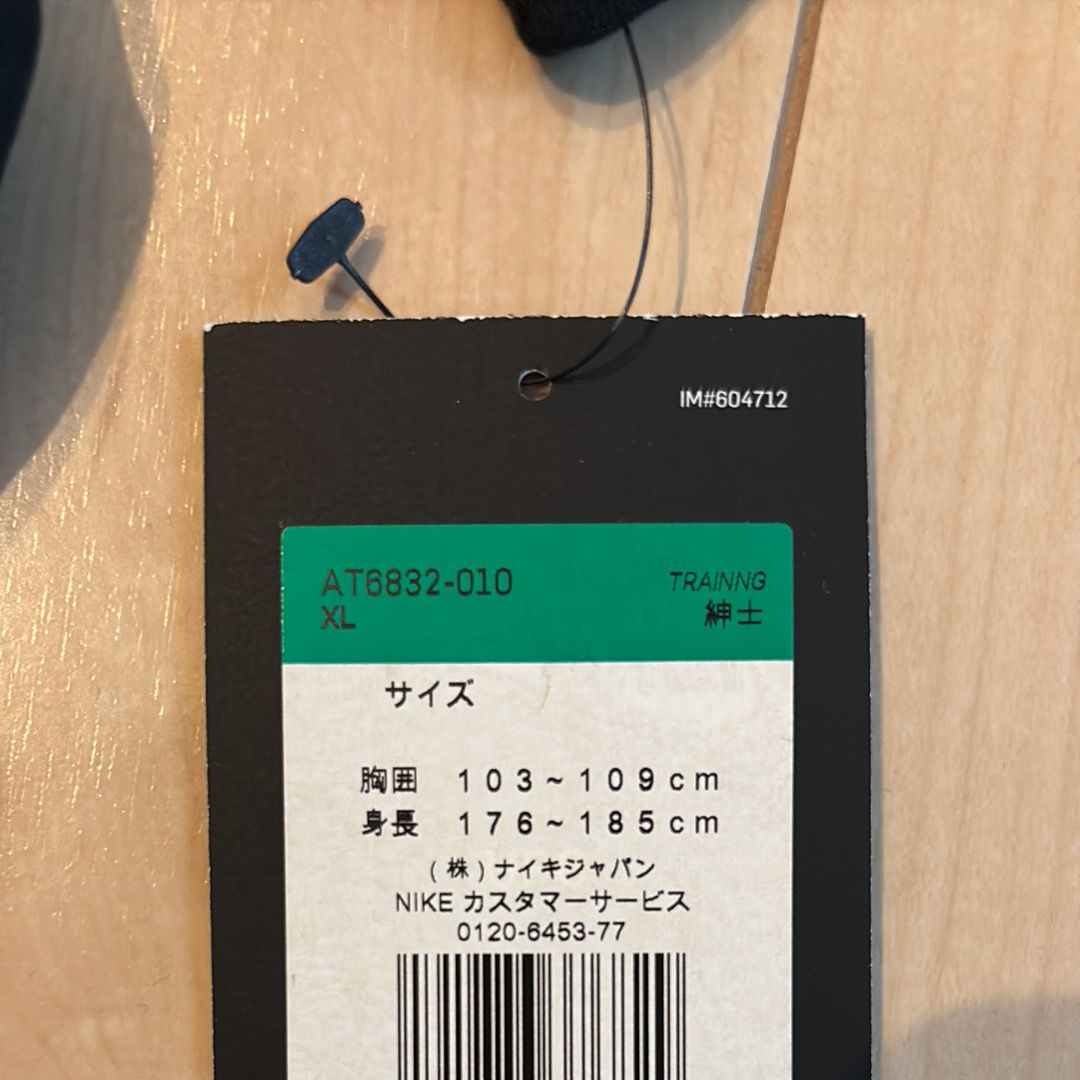 IM#604712
AT6832-010
TRAINNG
XL
紳士
サイズ
胸囲 103~109cm
身長 176~185cm
(株)ナイキジャパン
NIKE カスタマーサービス
0120-6453-77